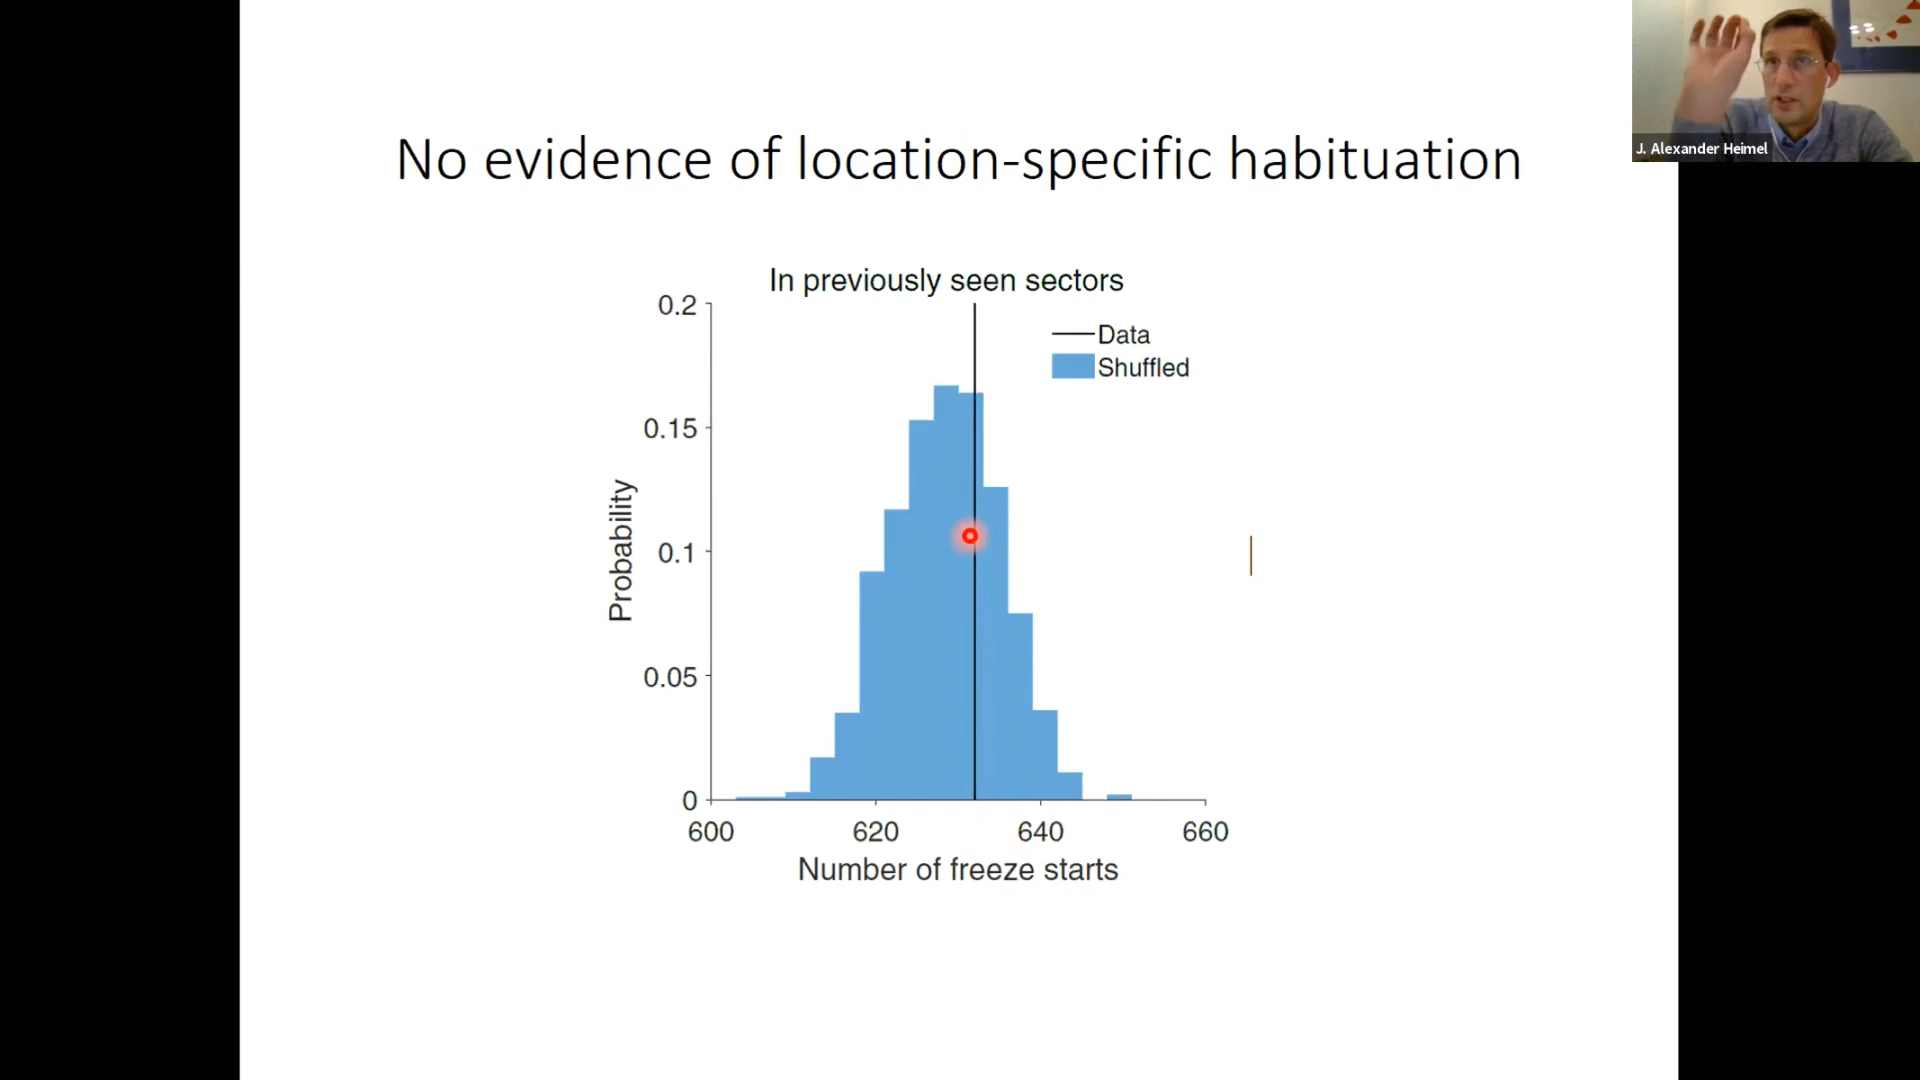 J. Alexander Heimel
No evidence of location-specific habituation
In previously seen sectors
0.2
0.15
0.1
0.05
0
Probability
Data
Shuffled
600
620
640
660
Number of freeze starts